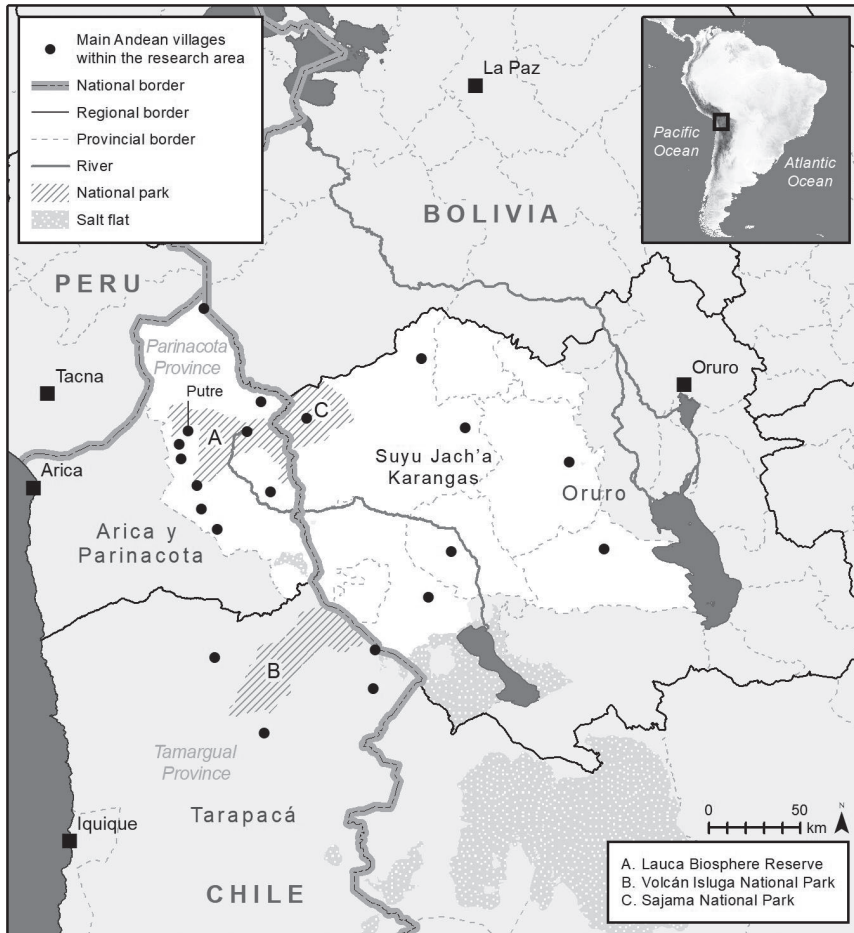 Main Andean villages
within the research area
National border
Regional border
Provincial border
River
National park
Salt flat
La Paz
Pacific
Ocean
Atlantic
Ocean
BOLIVIA
PERU
Parinacota
Province
Tacna
Putre
Oruro
A
C
Suyu Jach’a
Karangas
Arica
Oruro
Arica y
Parinacota
B
Tamargual
Province
Tarapacá
Iquique
CHILE
0 50
km
N
A. Lauca Biosphere Reserve
B. Volcán Isluga National Park
C. Sajama National Park